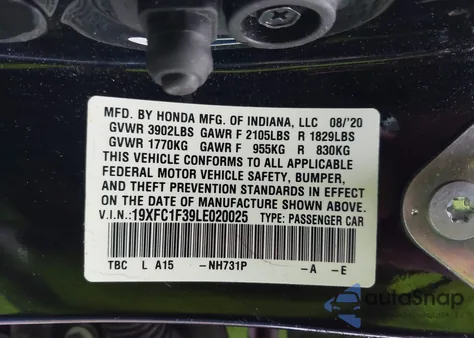 MFD. BY HONDA MFG. OF INDIANA, LLC 08/'20
GVWR 3902LBS GAWR F 2105LBS R 1829LBS
GVWR 1770KG GAWR F 955KG R 830KG
THIS VEHICLE CONFORMS TO ALL APPLICABLE
FEDERAL MOTOR VEHICLE SAFETY, BUMPER,
AND THEFT PREVENTION STANDARDS IN EFFECT
ON THE DATE OF MANUFACTURE SHOWN ABOVE.
V.I.N.:19XFC1F39LE020025 TYPE: PASSENGER CAR
TBC L A15 -NH731P -A -E
autoSnap